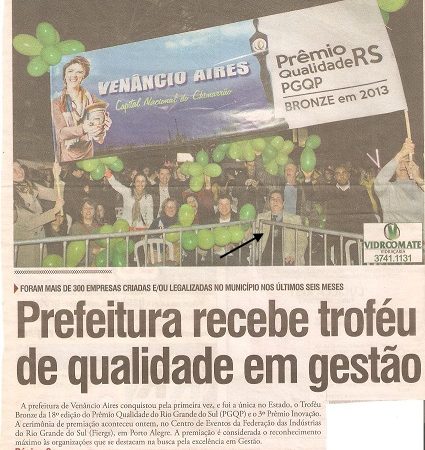 VENÂNCIO AIRES
Capital Nacional do Chimarrão
Prêmio
QualidadeRS
PGQP
BRONZE em 2013
VIDROOMATE
VIDRAÇARIA
3741.1131
FORAM MAIS DE 300 EMPRESAS CRIADAS E/OU LEGALIZADAS NO MUNICÍPIO NOS ÚLTIMOS SEIS MESES
Prefeitura recebe troféu
de qualidade em gestão
A prefeitura de Venâncio Aires conquistou pela primeira vez, e foi a única no Estado, o Troféu
Bronze da 18ª edição do Prêmio Qualidade do Rio Grande do Sul (PGQP) e o 3º Prêmio Inovação.
A cerimônia de premiação aconteceu ontem, no Centro de Eventos da Federação das Indústrias
do Rio Grande do Sul (Fiergs), em Porto Alegre. A premiação é considerada o reconhecimento
máximo às organizações que se destacam na busca pela excelência em Gestão.